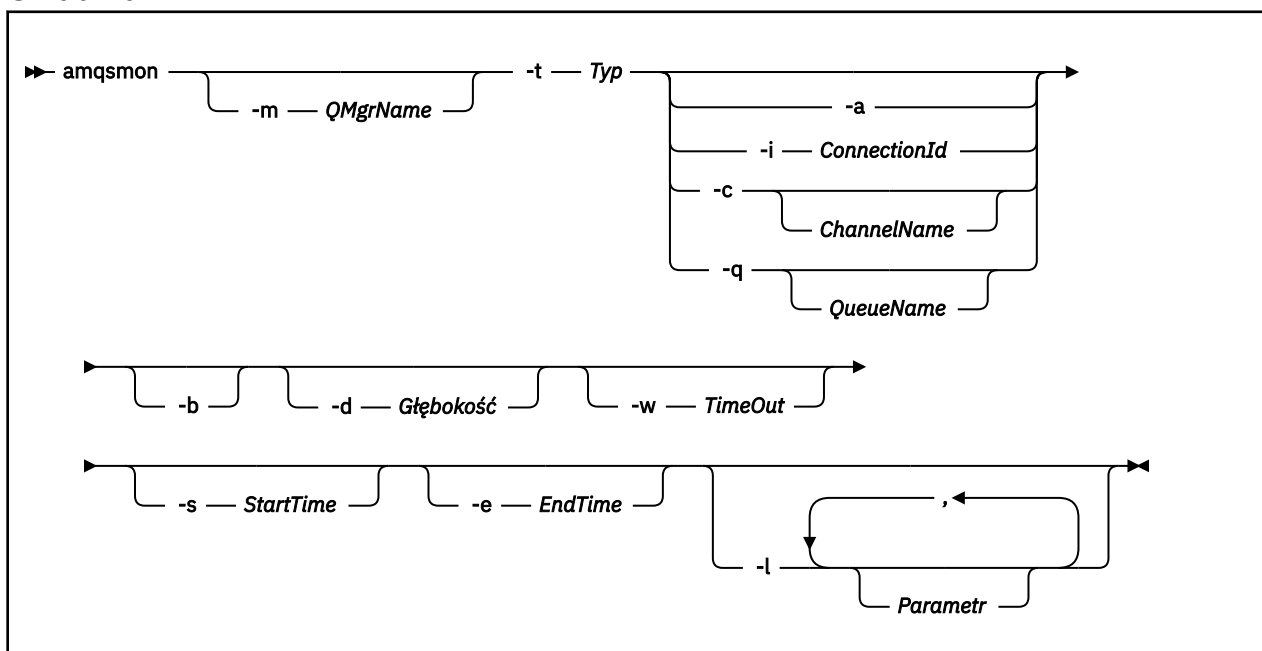 amqsmon -t Typ
-m QMgrName
-a
-i ConnectionId
-c
ChannelName
-q
QueueName
-b -d Głębokość -w TimeOut
-s StartTime -e EndTime
,
-l
Parametr